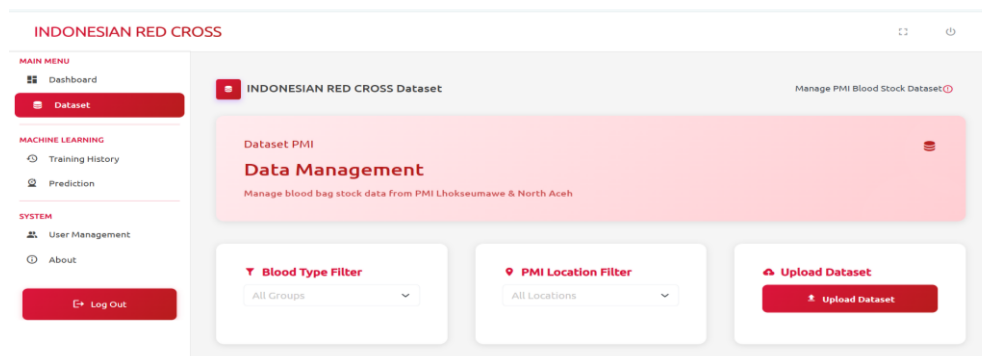 INDONESIAN RED CROSS
MAIN MENU
Dashboard
Dataset
MACHINE LEARNING
Training History
Prediction
SYSTEM
User Management
About
Log Out
INDONESIAN RED CROSS Dataset
Manage PMI Blood Stock Dataset
Dataset PMI
Data Management
Manage blood bag stock data from PMI Lhokseumawe & North Aceh
Blood Type Filter
All Groups
PMI Location Filter
All Locations
Upload Dataset
Upload Dataset